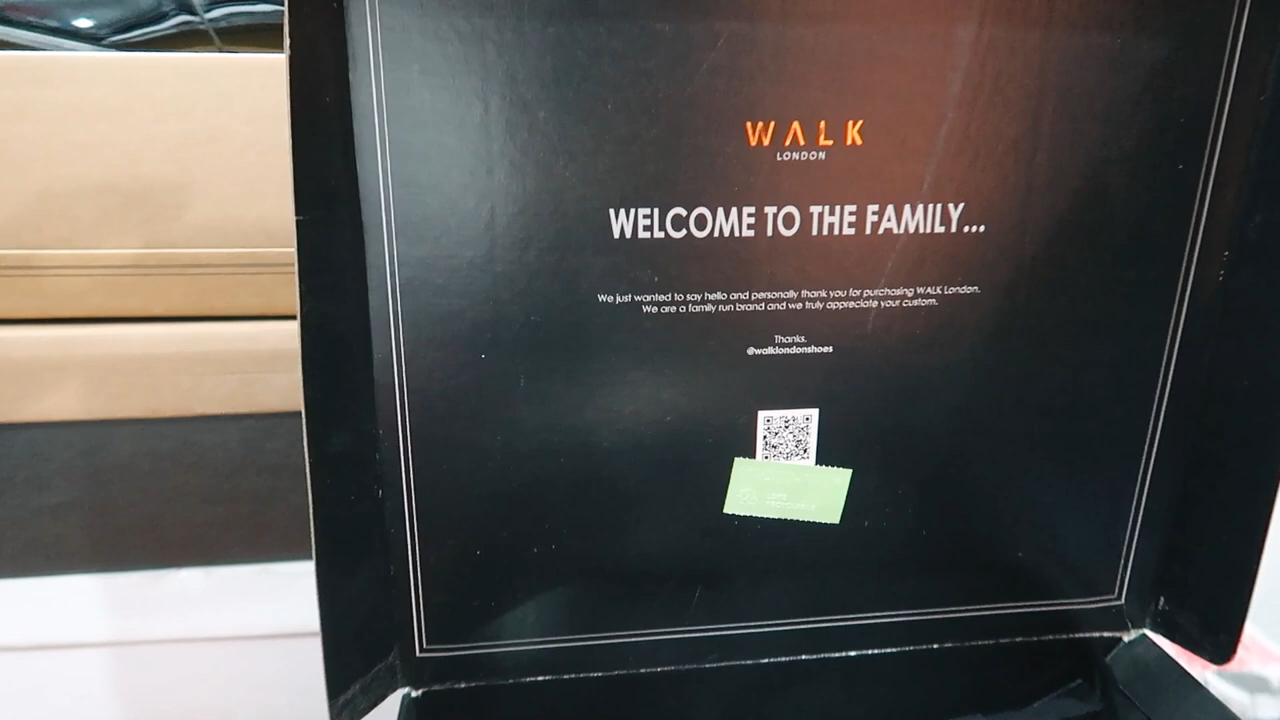 WALK
LONDON
WELCOME TO THE FAMILY...
We just wanted to say hello and personally thank you for purchasing WALK London.
We are a family run brand and we truly appreciate your custom.
Thanks.
@walklondonshoes